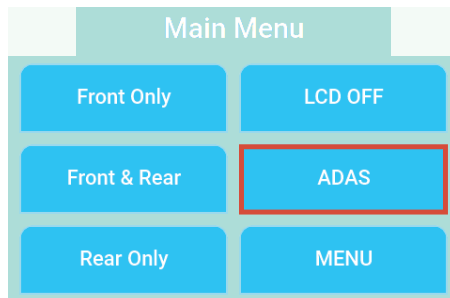 Main Menu
Front Only
LCD OFF
Front & Rear
ADAS
Rear Only
MENU